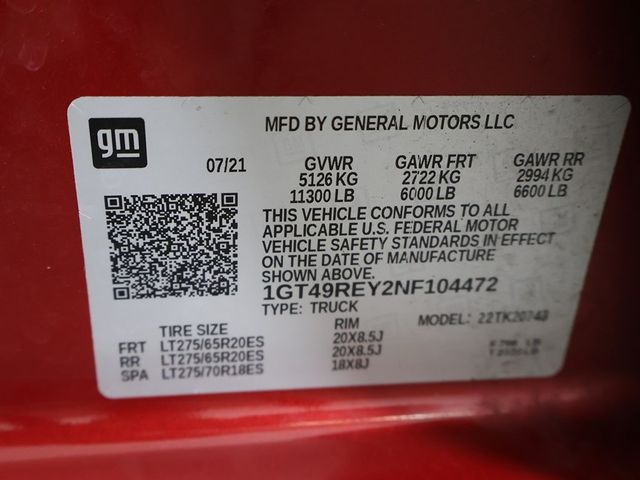 gm
MFD BY GENERAL MOTORS LLC
07/21 GVWR GAWR FRT GAWR RR
5126 KG 2722 KG 2994 KG
11300 LB 6000 LB 6600 LB
THIS VEHICLE CONFORMS TO ALL
APPLICABLE U.S. FEDERAL MOTOR
VEHICLE SAFETY STANDARDS IN EFFECT
ON THE DATE OF MANUFACTURE
SHOWN ABOVE.
1GT49REY2NF104472
TYPE: TRUCK MODEL: 22TK20743
TIRE SIZE RIM
FRT LT275/65R20ES 20X8.5J
RR LT275/65R20ES 20X8.5J
SPA LT275/70R18ES 18X8J